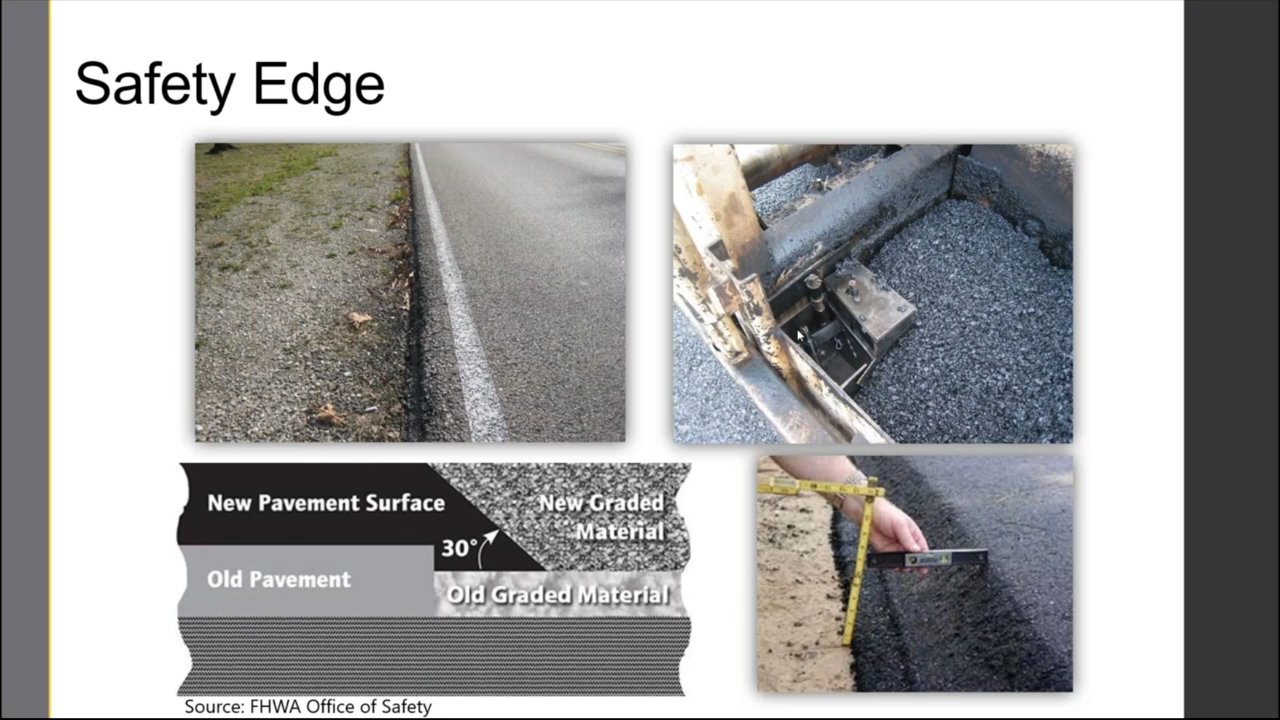 Safety Edge
New Pavement Surface
New Graded
Material
30°
Old Pavement
Old Graded Material
Source: FHWA Office of Safety